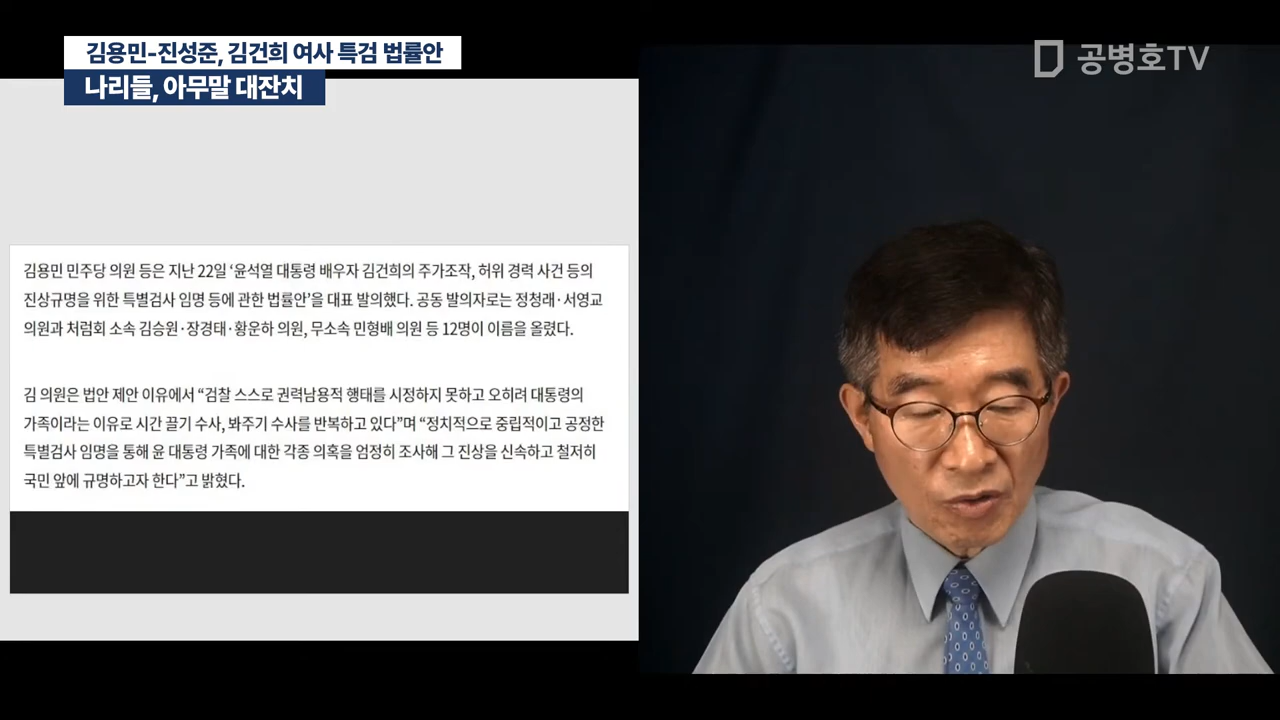 김용민-진성준, 김건희 여사 특검 법률안
나리들, 아무말 대잔치
공병호TV
김용민 민주당 의원 등은 지난 22일 ‘윤석열 대통령 배우자 김건희의 주가조작, 허위 경력 사건 등의
진상규명을 위한 특별검사 임명 등에 관한 법률안’을 대표 발의했다. 공동 발의자로는 정청래·서영교
의원과 처럼회 소속 김승원·장경태·황운하 의원, 무소속 민형배 의원 등 12명이 이름을 올렸다.
김 의원은 법안 제안 이유에서 “검찰 스스로 권력남용적 행태를 시정하지 못하고 오히려 대통령의
가족이라는 이유로 시간 끌기 수사, 봐주기 수사를 반복하고 있다”며 “정치적으로 중립적이고 공정한
특별검사 임명을 통해 윤 대통령 가족에 대한 각종 의혹을 엄정히 조사해 그 진상을 신속하고 철저히
국민 앞에 규명하고자 한다”고 밝혔다.